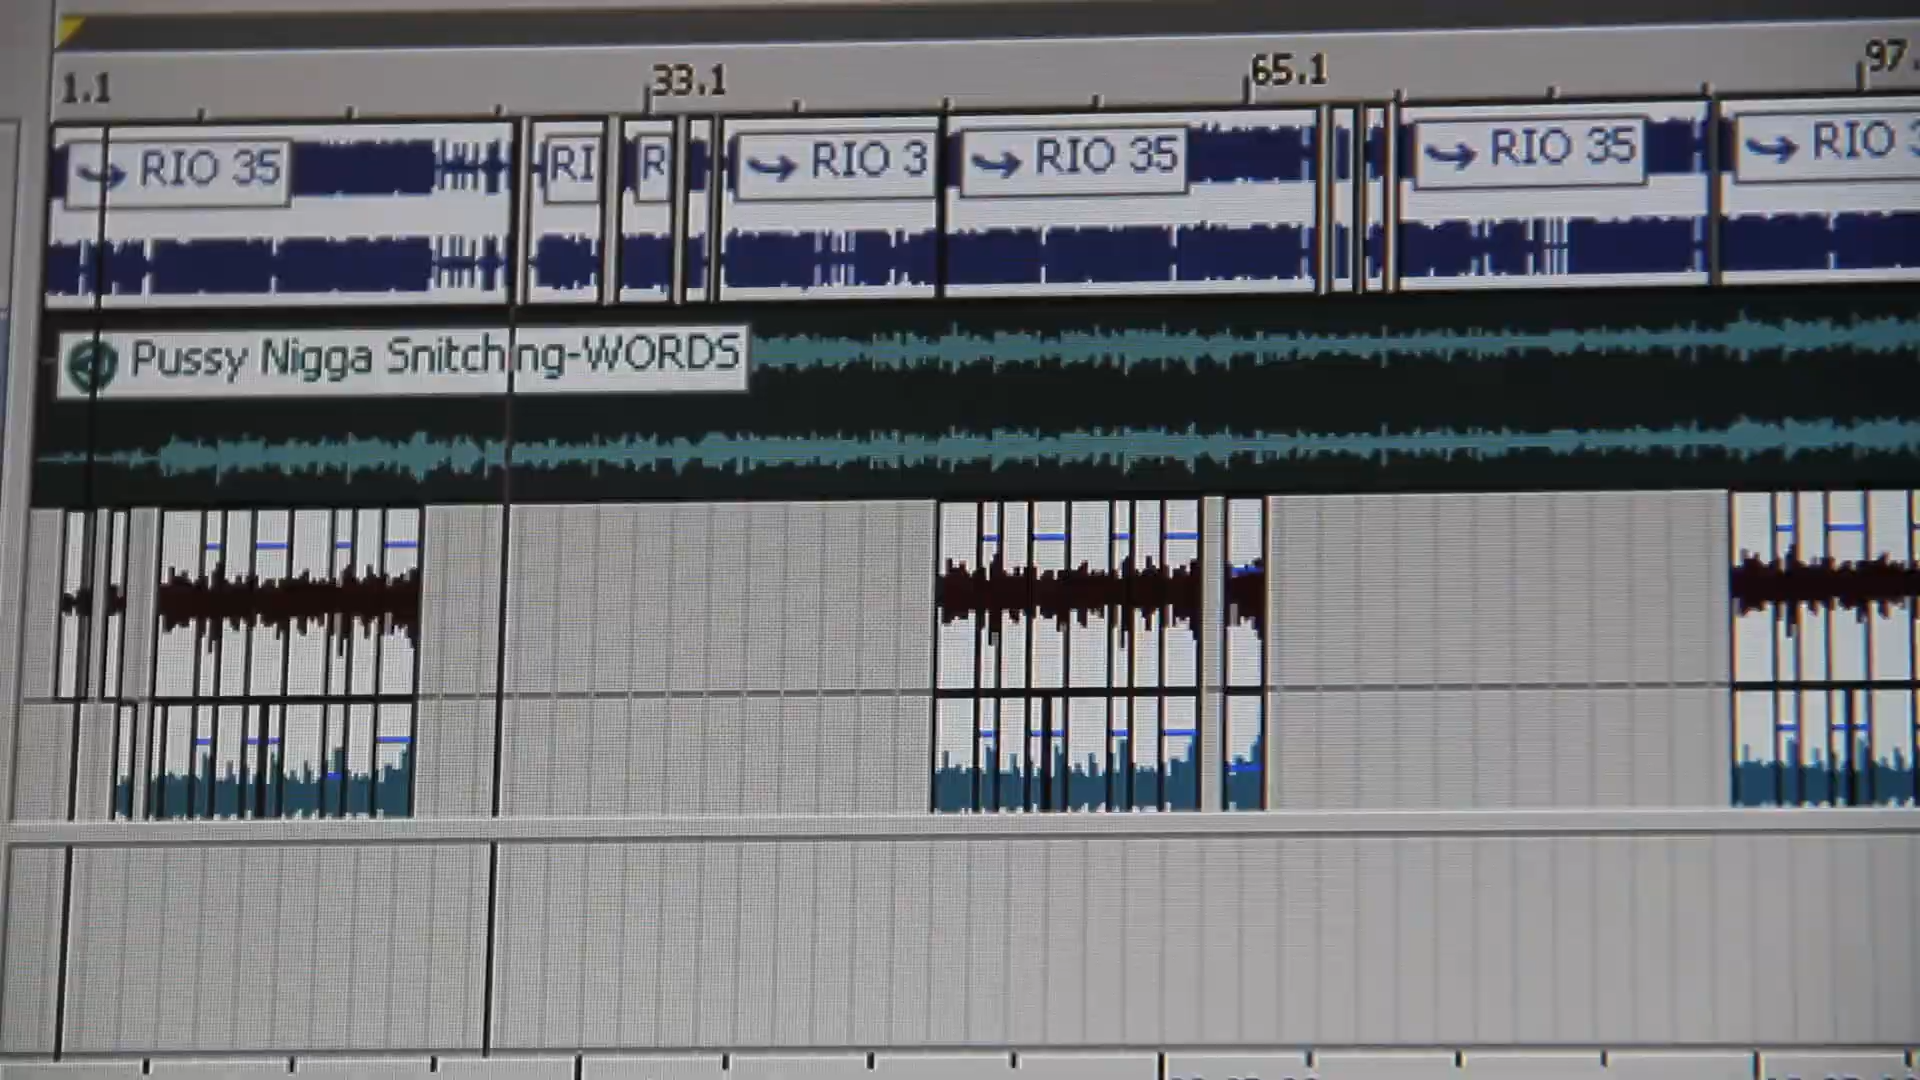 1.1 33.1 65.1 97.
RIO 35 RI R RIO 3 RIO 35 RIO 35 RIO 3
Pussy Nigga Snitching-WORDS